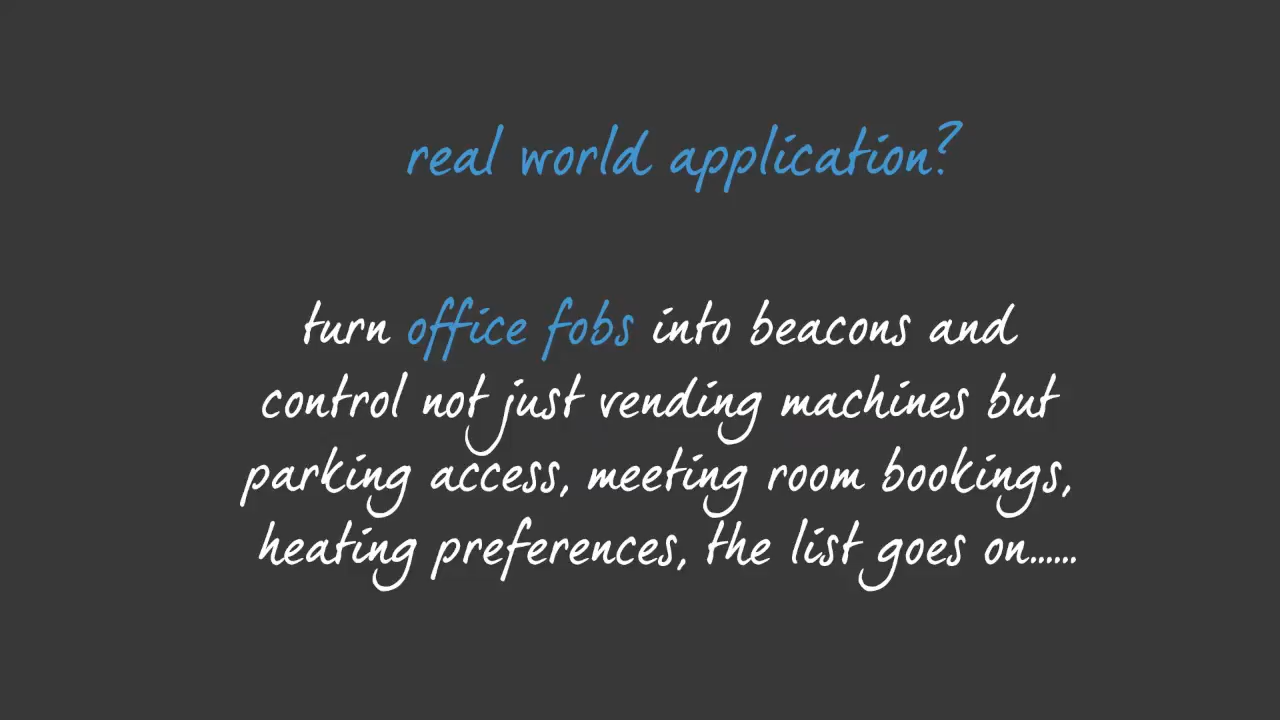 real world application?
turn office fobs into beacons and
control not just vending machines but
parking access, meeting room bookings,
heating preferences, the list goes on......